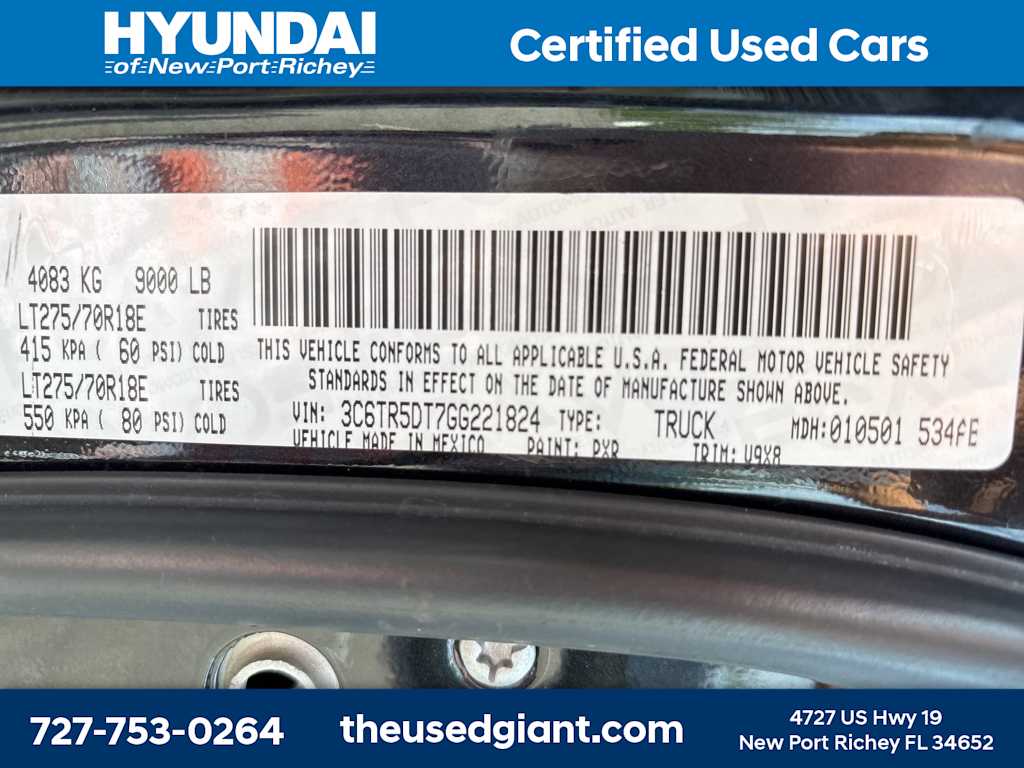 HYUNDAI
of New Port Richey
Certified Used Cars
4083 KG 9000 LB
LT275/70R18E TIRES
415 KPA ( 60 PSI) COLD
LT275/70R18E TIRES
550 KPA ( 80 PSI) COLD
THIS VEHICLE CONFORMS TO ALL APPLICABLE U.S.A. FEDERAL MOTOR VEHICLE SAFETY
STANDARDS IN EFFECT ON THE DATE OF MANUFACTURE SHOWN ABOVE.
VIN: 3C6TR5DT7GG221824 TYPE: TRUCK MDH:010501 534AE
VEHICLE MADE IN MEXICO PAINT: PXR TRIM: V9X8
727-753-0264
theusedgiant.com
4727 US Hwy 19
New Port Richey FL 34652